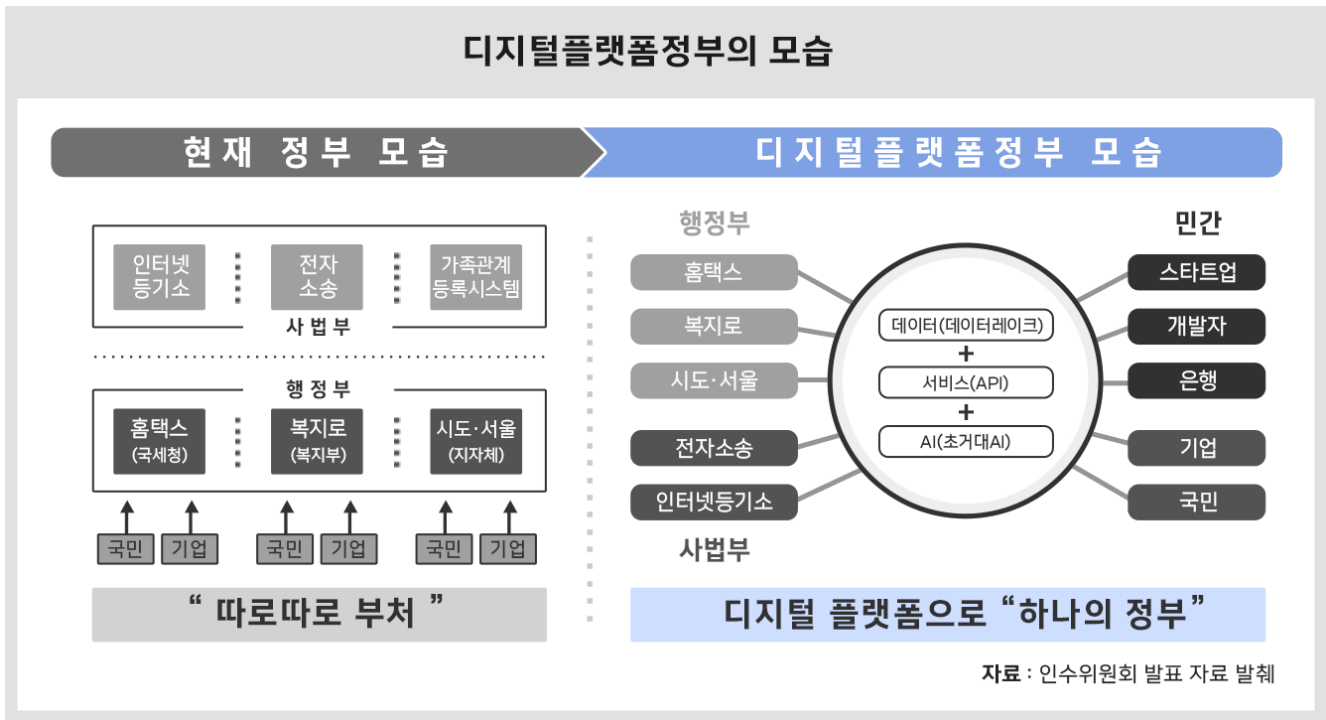 디지털플랫폼정부의 모습
현재 정부 모습
디지털플랫폼정부 모습
인터넷
등기소
전자
소송
가족관계
등록시스템
사법부
행정부
홈택스
(국세청)
복지로
(복지부)
시도·서울
(지자체)
국민
기업
국민
기업
국민
기업
“ 따로따로 부처 ”
행정부
홈택스
복지로
시도·서울
전자소송
인터넷등기소
사법부
데이터(데이터레이크)
+
서비스(API)
+
AI(초거대AI)
민간
스타트업
개발자
은행
기업
국민
디지털 플랫폼으로 “하나의 정부”
자료 : 인수위원회 발표 자료 발췌